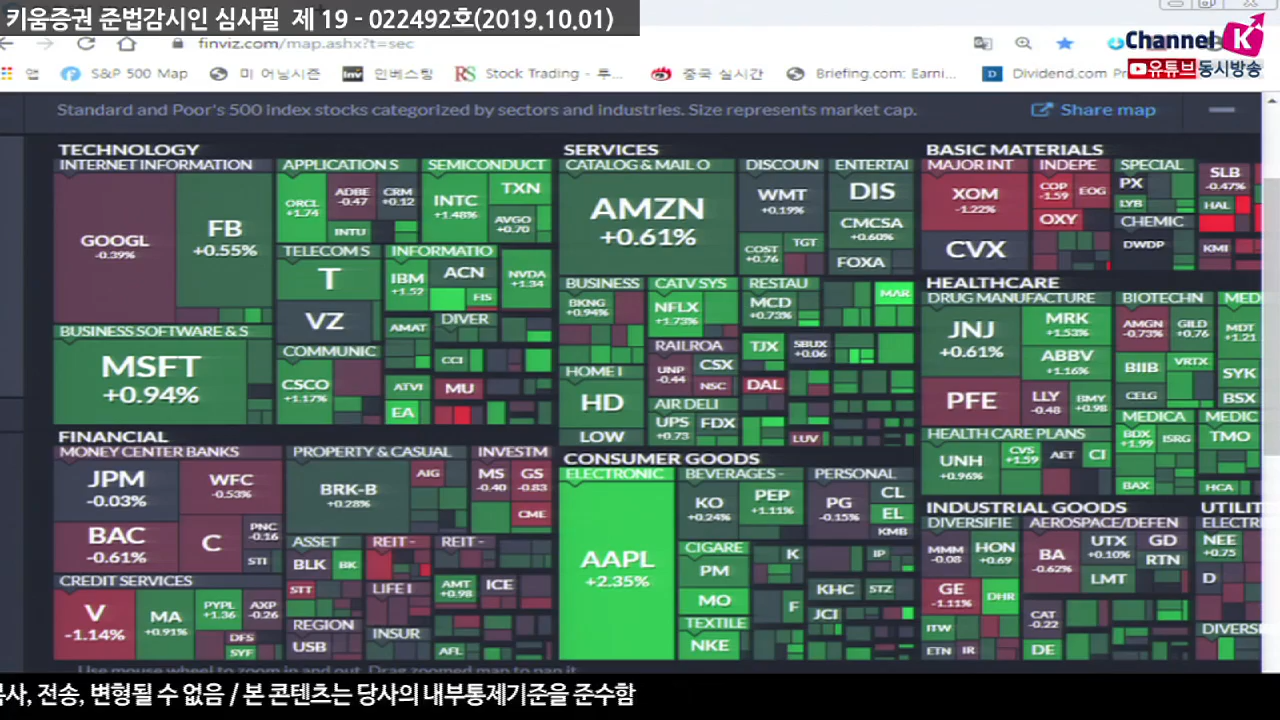 키움증권 준법감시인 심사필 제 19 - 022492호(2019.10.01)
finviz.com/map.ashx?t=sec
Channel K
유튜브동시방송
앱 S&P 500 Map 미 어닝시즌 Inv 인베스팅 RS Stock Trading - 투... 중국 실시간 Briefing.com: Earni... D Dividend.com Pr
Standard and Poor's 500 index stocks categorized by sectors and industries. Size represents market cap.
Share map
TECHNOLOGY
INTERNET INFORMATION
GOOGL
-0.39%
FB
+0.55%
APPLICATION S
ORCL
+1.74
ADBE
-0.47
CRM
+0.12
INTU
SEMICONDUCT
INTC
+1.48%
TXN
AVGO
+0.70
NVDA
+1.34
TELECOM S
T
VZ
INFORMATIO
IBM
+1.52
ACN
FIS
BUSINESS SOFTWARE & S
MSFT
+0.94%
COMMUNIC
CSCO
+1.17%
AMAT
DIVER
CCI
ATVI
MU
EA
SERVICES
CATALOG & MAIL O
AMZN
+0.61%
DISCOUN
WMT
+0.19%
COST
+0.76
TGT
ENTERTAI
DIS
CMCSA
+0.60%
FOXA
BUSINESS
BKNG
+0.94%
CATV SYS
NFLX
+1.73%
RESTAU
MCD
+0.73%
MAR
RAILROA
UNP
-0.44
CSX
NSC
TJX
SBUX
+0.06
HOME I
HD
LOW
AIR DELI
UPS
+0.73
FDX
DAL
LUV
BASIC MATERIALS
MAJOR INT
XOM
-1.22%
CVX
INDEPE
COP
-1.59
EOG
OXY
SPECIAL
PX
LYB
CHEMIC
DWDP
SLB
-0.47%
HAL
KMI
HEALTHCARE
DRUG MANUFACTURE
JNJ
+0.61%
MRK
+1.53%
ABBV
+1.16%
PFE
LLY
-0.48
BMY
+0.98
BIOTECHN
AMGN
-0.73%
GILD
+0.76
BIIB
VRTX
CELG
MED
MDT
+1.21
SYK
BSX
HEALTH CARE PLANS
UNH
+0.96%
CVS
+1.59
AET
CI
MEDICA
BDX
+1.99
ISRG
BAX
MEDIC
TMO
HCA
FINANCIAL
MONEY CENTER BANKS
JPM
-0.03%
WFC
-0.53%
BAC
-0.61%
C
PNC
-0.16
STI
PROPERTY & CASUAL
BRK-B
+0.28%
AIG
INVESTM
MS
-0.40
GS
-0.83
CME
ASSET
BLK
BK
STT
REIT -
REIT -
AMT
+0.98
ICE
LIFE I
REGION
USB
INSUR
AFL
CREDIT SERVICES
V
-1.14%
MA
+0.91%
PYPL
+1.36
AXP
-0.26
DFS
SYF
CONSUMER GOODS
ELECTRONIC
AAPL
+2.35%
BEVERAGES -
KO
+0.24%
PEP
+1.11%
PERSONAL
PG
-0.15%
CL
EL
KMB
CIGARE
PM
MO
K
IP
KHC
STZ
F
JCI
TEXTILE
NKE
INDUSTRIAL GOODS
DIVERSIFIE
MMM
-0.08
HON
+0.69
GE
-1.11%
DHR
ITW
ETN
IR
AEROSPACE/DEFEN
BA
-0.62%
UTX
+0.10%
GD
RTN
LMT
CAT
-0.22
DE
UTILIT
ELECTR
NEE
+0.75
D
DIVERSI
Use mouse wheel to zoom in and out. Drag zoomed map to pan it.
복사, 전송, 변형될 수 없음 / 본 콘텐츠는 당사의 내부통제기준을 준수함